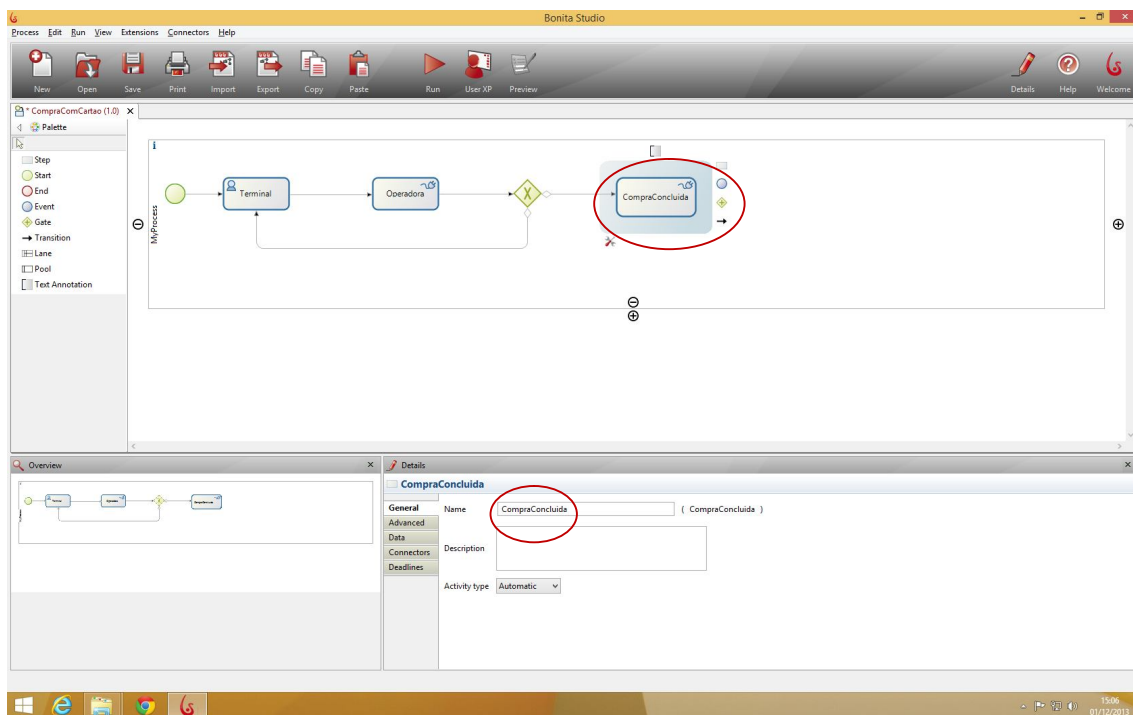 Bonita Studio
Process Edit Run View Extensions Connectors Help
New Open Save Print Import Export Copy Paste Run User XP Preview Details Help Welcome
* CompraComCartao (1.0)
Palette
Step
Start
End
Event
Gate
Transition
Lane
Pool
Text Annotation
MyProcess
Terminal
Operadora
CompraConcluida
Overview
Details
CompraConcluida
General
Advanced
Data
Connectors
Deadlines
Name CompraConcluida ( CompraConcluida )
Description
Activity type Automatic
15:06
01/12/2013